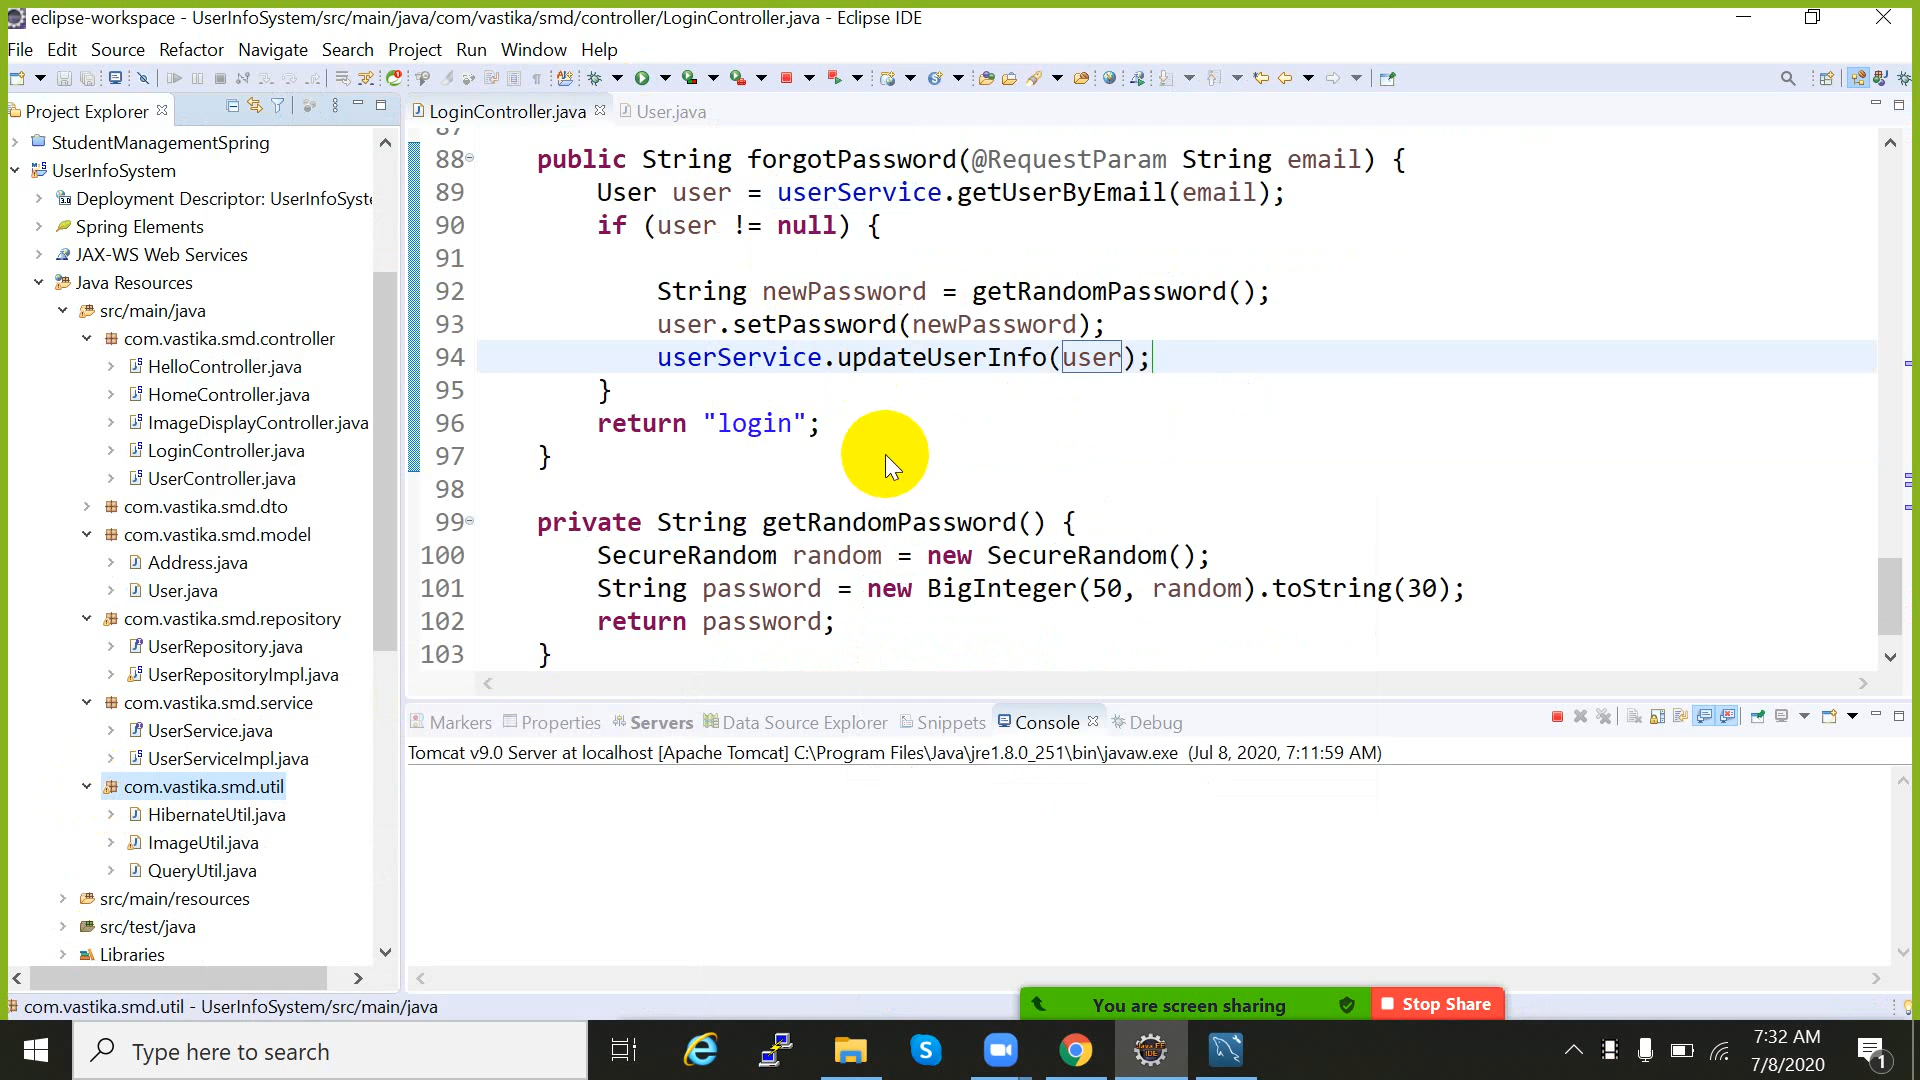 eclipse-workspace - UserInfoSystem/src/main/java/com/vastika/smd/controller/LoginController.java - Eclipse IDE
File Edit Source Refactor Navigate Search Project Run Window Help
Project Explorer
StudentManagementSpring
UserInfoSystem
Deployment Descriptor: UserInfoSyste
Spring Elements
JAX-WS Web Services
Java Resources
src/main/java
com.vastika.smd.controller
HelloController.java
HomeController.java
ImageDisplayController.java
LoginController.java
UserController.java
com.vastika.smd.dto
com.vastika.smd.model
Address.java
User.java
com.vastika.smd.repository
UserRepository.java
UserRepositoryImpl.java
com.vastika.smd.service
UserService.java
UserServiceImpl.java
com.vastika.smd.util
HibernateUtil.java
ImageUtil.java
QueryUtil.java
src/main/resources
src/test/java
Libraries
LoginController.java User.java
87
88 public String forgotPassword(@RequestParam String email) {
89 User user = userService.getUserByEmail(email);
90 if (user != null) {
91
92 String newPassword = getRandomPassword();
93 user.setPassword(newPassword);
94 userService.updateUserInfo(user);
95 }
96 return "login";
97 }
98
99 private String getRandomPassword() {
100 SecureRandom random = new SecureRandom();
101 String password = new BigInteger(50, random).toString(30);
102 return password;
103 }
Markers Properties Servers Data Source Explorer Snippets Console Debug
Tomcat v9.0 Server at localhost [Apache Tomcat] C:\Program Files\Java\jre1.8.0_251\bin\javaw.exe (Jul 8, 2020, 7:11:59 AM)
com.vastika.smd.util - UserInfoSystem/src/main/java
You are screen sharing Stop Share
Type here to search
7:32 AM
7/8/2020
1